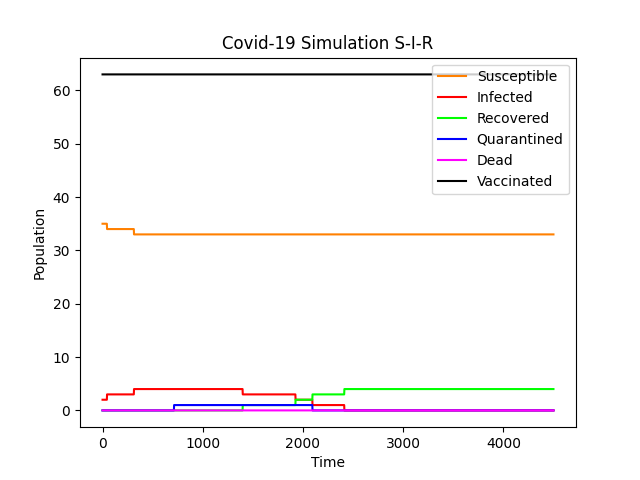 Covid-19 Simulation S-I-R
Susceptible
Infected
Recovered
Quarantined
Dead
Vaccinated
Population
60
50
40
30
20
10
0
0 1000 2000 3000 4000
Time